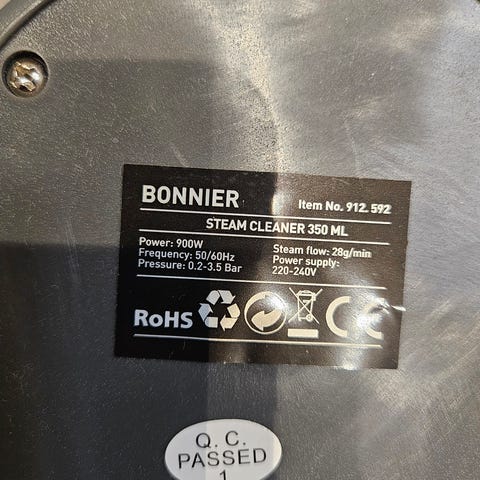 BONNIER
Item No. 912. 592
STEAM CLEANER 350 ML
Power: 900W
Frequency: 50/60Hz
Pressure: 0.2-3.5 Bar
Steam flow: 28g/min
Power supply:
220-240V
RoHS
CE
Q. C.
PASSED
1